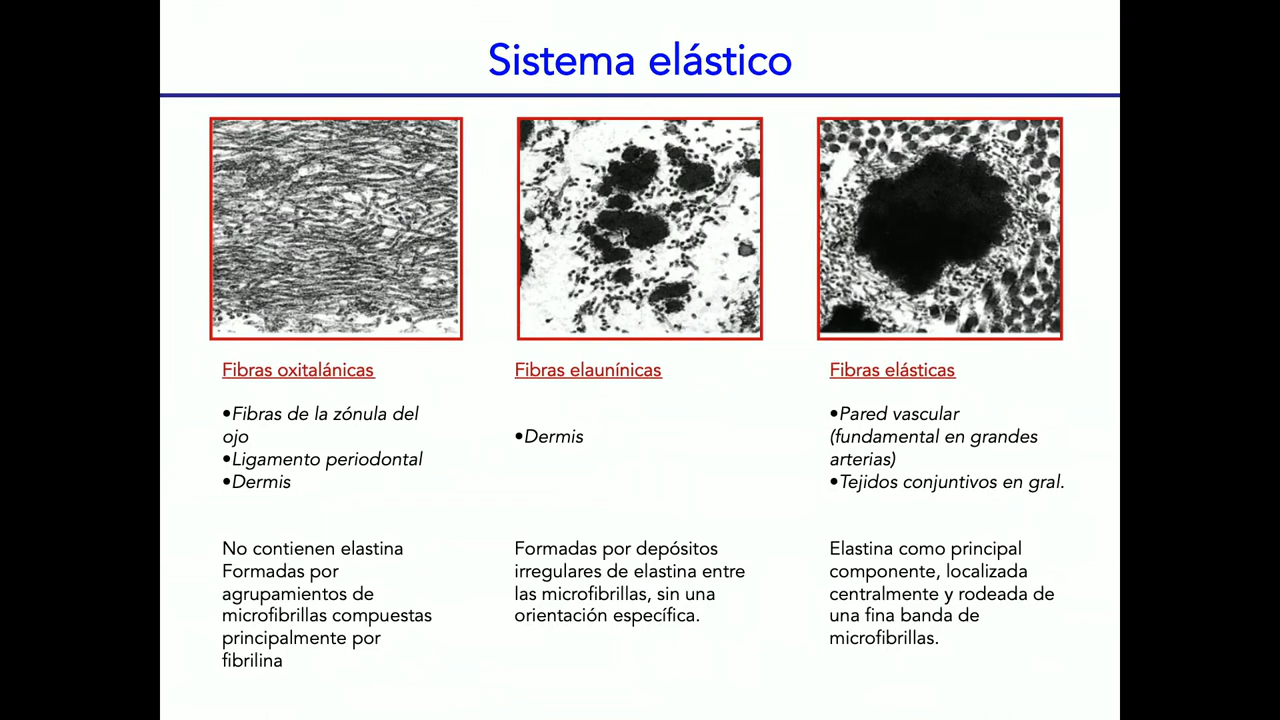 Sistema elástico
Fibras oxitalánicas
•Fibras de la zónula del
ojo
•Ligamento periodontal
•Dermis
No contienen elastina
Formadas por
agrupamientos de
microfibrillas compuestas
principalmente por
fibrilina
Fibras elaunínicas
•Dermis
Formadas por depósitos
irregulares de elastina entre
las microfibrillas, sin una
orientación específica.
Fibras elásticas
•Pared vascular
(fundamental en grandes
arterias)
•Tejidos conjuntivos en gral.
Elastina como principal
componente, localizada
centralmente y rodeada de
una fina banda de
microfibrillas.